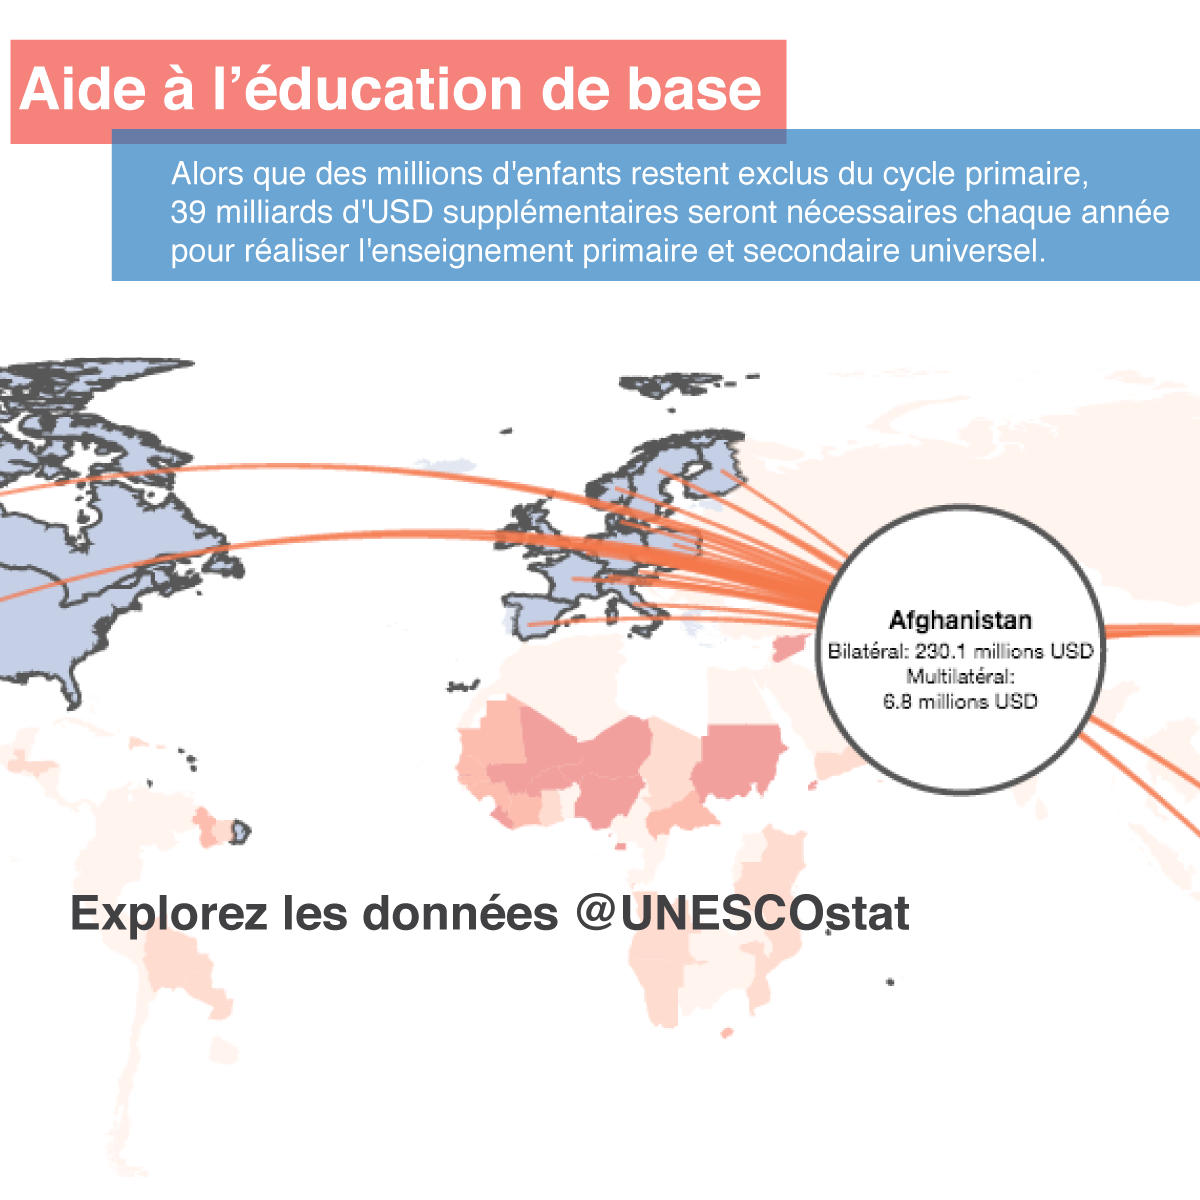 Aide à l’éducation de base
Alors que des millions d'enfants restent exclus du cycle primaire,
39 milliards d'USD supplémentaires seront nécessaires chaque année
pour réaliser l'enseignement primaire et secondaire universel.
Afghanistan
Bilatéral: 230.1 millions USD
Multilatéral:
6.8 millions USD
Explorez les données @UNESCOstat